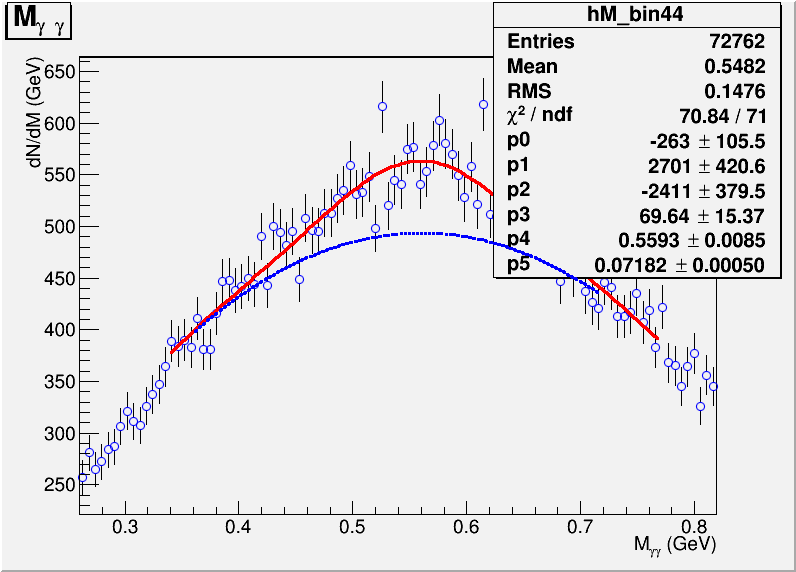 M γ γ
hM_bin44
Entries 72762
Mean 0.5482
RMS 0.1476
χ² / ndf 70.84 / 71
p0 -263 ± 105.5
p1 2701 ± 420.6
p2 -2411 ± 379.5
p3 69.64 ± 15.37
p4 0.5593 ± 0.0085
p5 0.07182 ± 0.00050
dN/dM (GeV)
650
600
550
500
450
400
350
300
250
0.3 0.4 0.5 0.6 0.7 0.8
Mγγ (GeV)